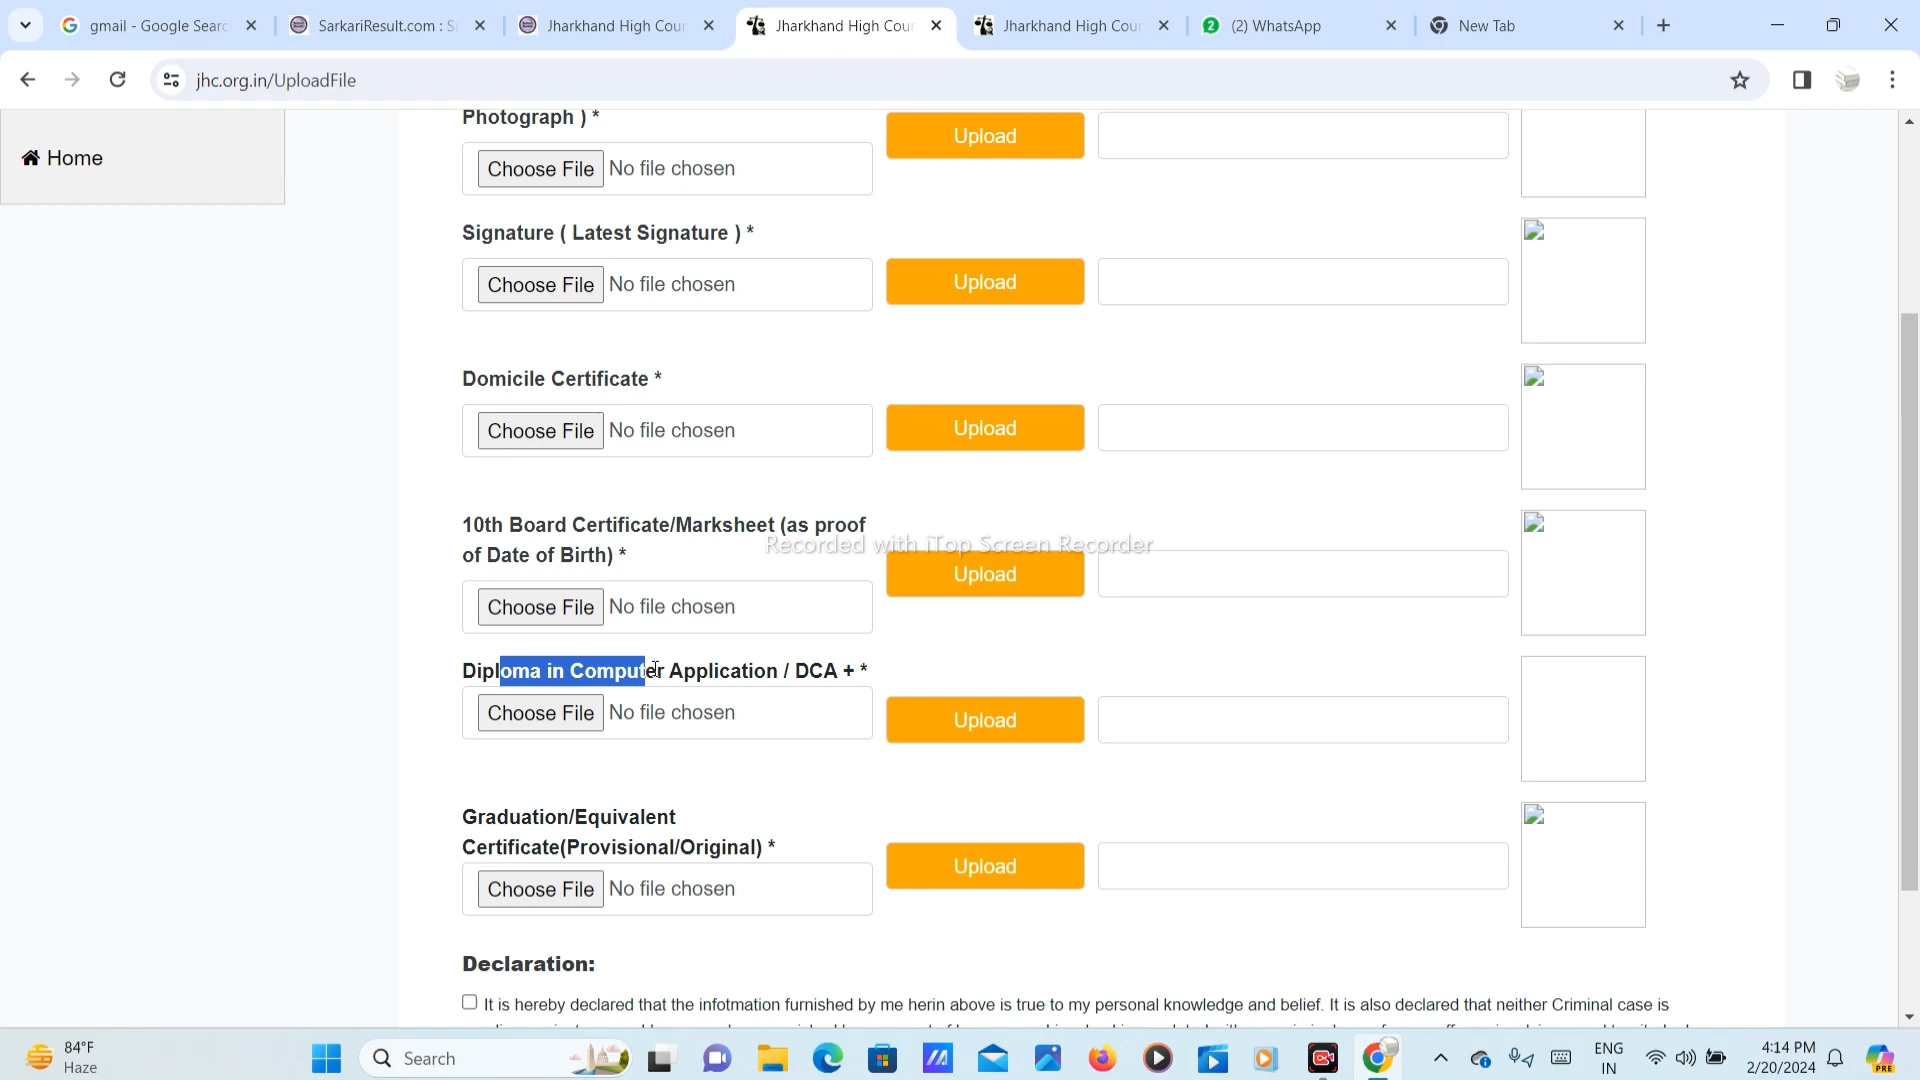 gmail - Google Searc
SarkariResult.com : Sa
Jharkhand High Cour
Jharkhand High Cour
Jharkhand High Cour
(2) WhatsApp
New Tab
jhc.org.in/UploadFile
Home
Photograph ) *
Choose File No file chosen
Upload
Signature ( Latest Signature ) *
Choose File No file chosen
Upload
Domicile Certificate *
Choose File No file chosen
Upload
10th Board Certificate/Marksheet (as proof
of Date of Birth) *
Recorded with iTop Screen Recorder
Choose File No file chosen
Upload
Diploma in Computer Application / DCA + *
Choose File No file chosen
Upload
Graduation/Equivalent
Certificate(Provisional/Original) *
Choose File No file chosen
Upload
Declaration:
It is hereby declared that the infotmation furnished by me herin above is true to my personal knowledge and belief. It is also declared that neither Criminal case is
84°F
Haze
Search
ENG
IN
4:14 PM
2/20/2024
PRE